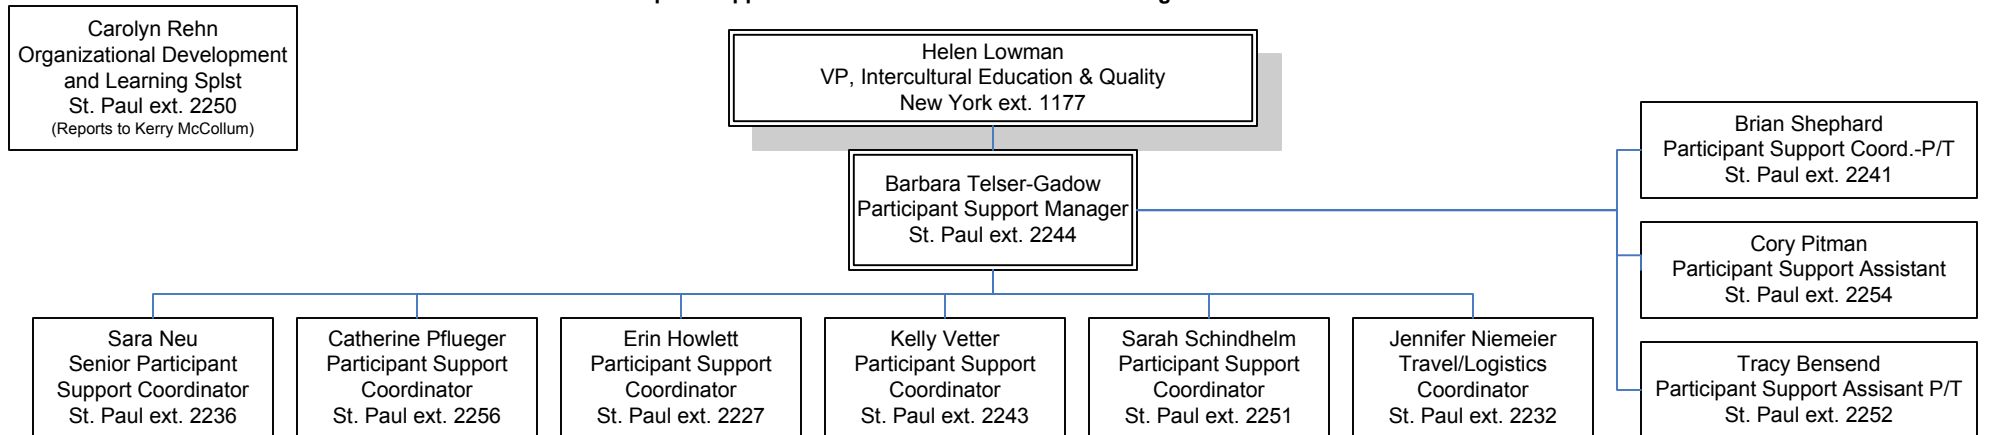 Carolyn Rehn
Organizational Development
and Learning Splst
St. Paul ext. 2250
(Reports to Kerry McCollum)
Helen Lowman
VP, Intercultural Education & Quality
New York ext. 1177
Barbara Telser-Gadow
Participant Support Manager
St. Paul ext. 2244
Brian Shephard
Participant Support Coord.-P/T
St. Paul ext. 2241
Cory Pitman
Participant Support Assistant
St. Paul ext. 2254
Tracy Bensend
Participant Support Assisant P/T
St. Paul ext. 2252
Sara Neu
Senior Participant
Support Coordinator
St. Paul ext. 2236
Catherine Pflueger
Participant Support
Coordinator
St. Paul ext. 2256
Erin Howlett
Participant Support
Coordinator
St. Paul ext. 2227
Kelly Vetter
Participant Support
Coordinator
St. Paul ext. 2243
Sarah Schindhelm
Participant Support
Coordinator
St. Paul ext. 2251
Jennifer Niemeier
Travel/Logistics
Coordinator
St. Paul ext. 2232